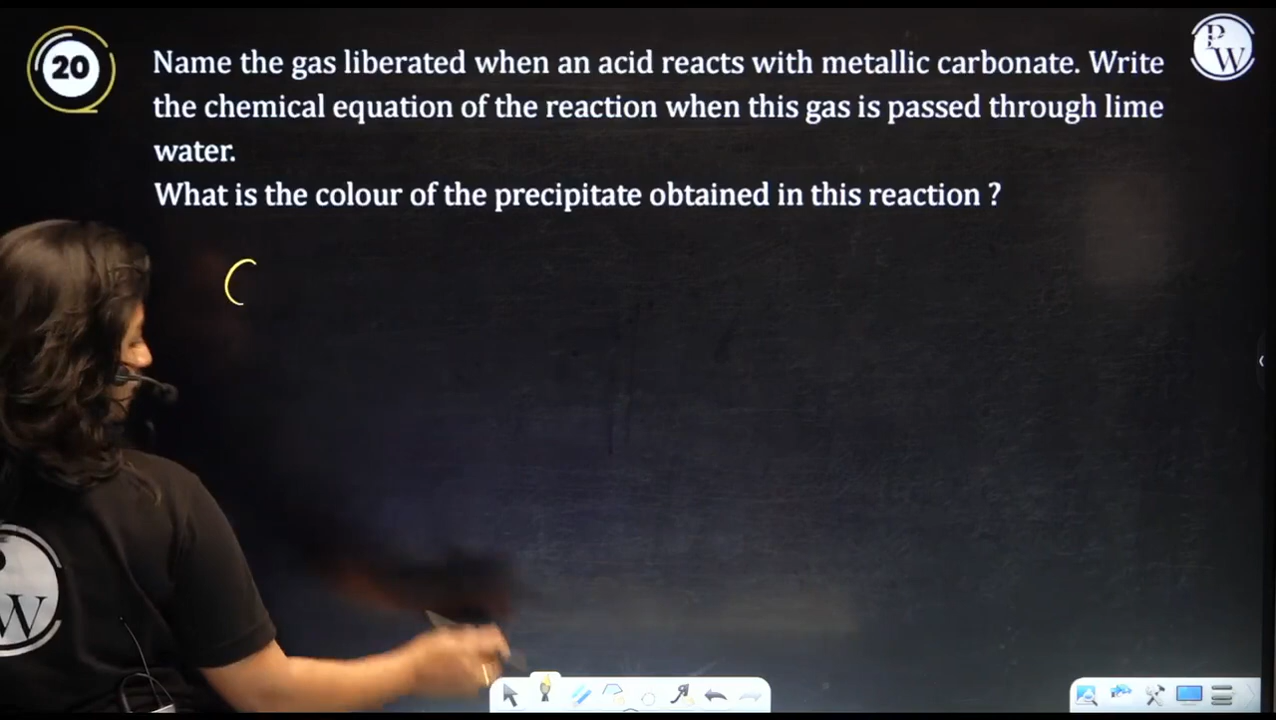 20
Name the gas liberated when an acid reacts with metallic carbonate. Write
the chemical equation of the reaction when this gas is passed through lime
water.
What is the colour of the precipitate obtained in this reaction ?
C
PW
W